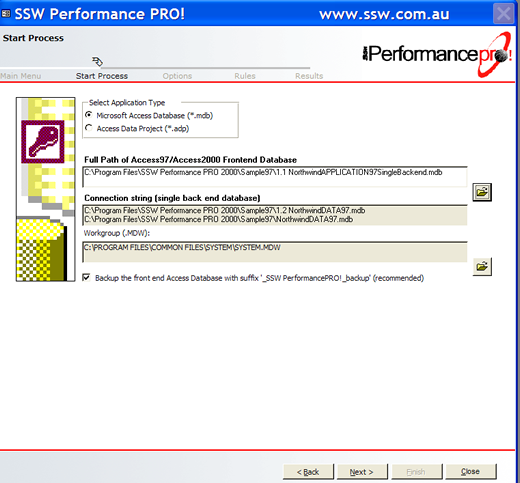 SSW Performance PRO! www.ssw.com.au
Start Process
SSW Performance pro!
Main Menu Start Process Options Rules Results
Select Application Type
Microsoft Access Database (*.mdb)
Access Data Project (*.adp)
Full Path of Access97/Access2000 Frontend Database
C:\Program Files\SSW Performance PRO 2000\Sample97\1.1 NorthwindAPPLICATION97SingleBackend.mdb
Connection string (single back end database)
C:\Program Files\SSW Performance PRO 2000\Sample97\1.2 NorthwindDATA97.mdb
C:\Program Files\SSW Performance PRO 2000\Sample97\NorthwindDATA97.mdb
Workgroup (.MDW):
C:\PROGRAM FILES\COMMON FILES\SYSTEM\SYSTEM.MDW
Backup the front end Access Database with suffix '_SSW PerformancePRO!_backup' (recommended)
< Back Next > Finish Close